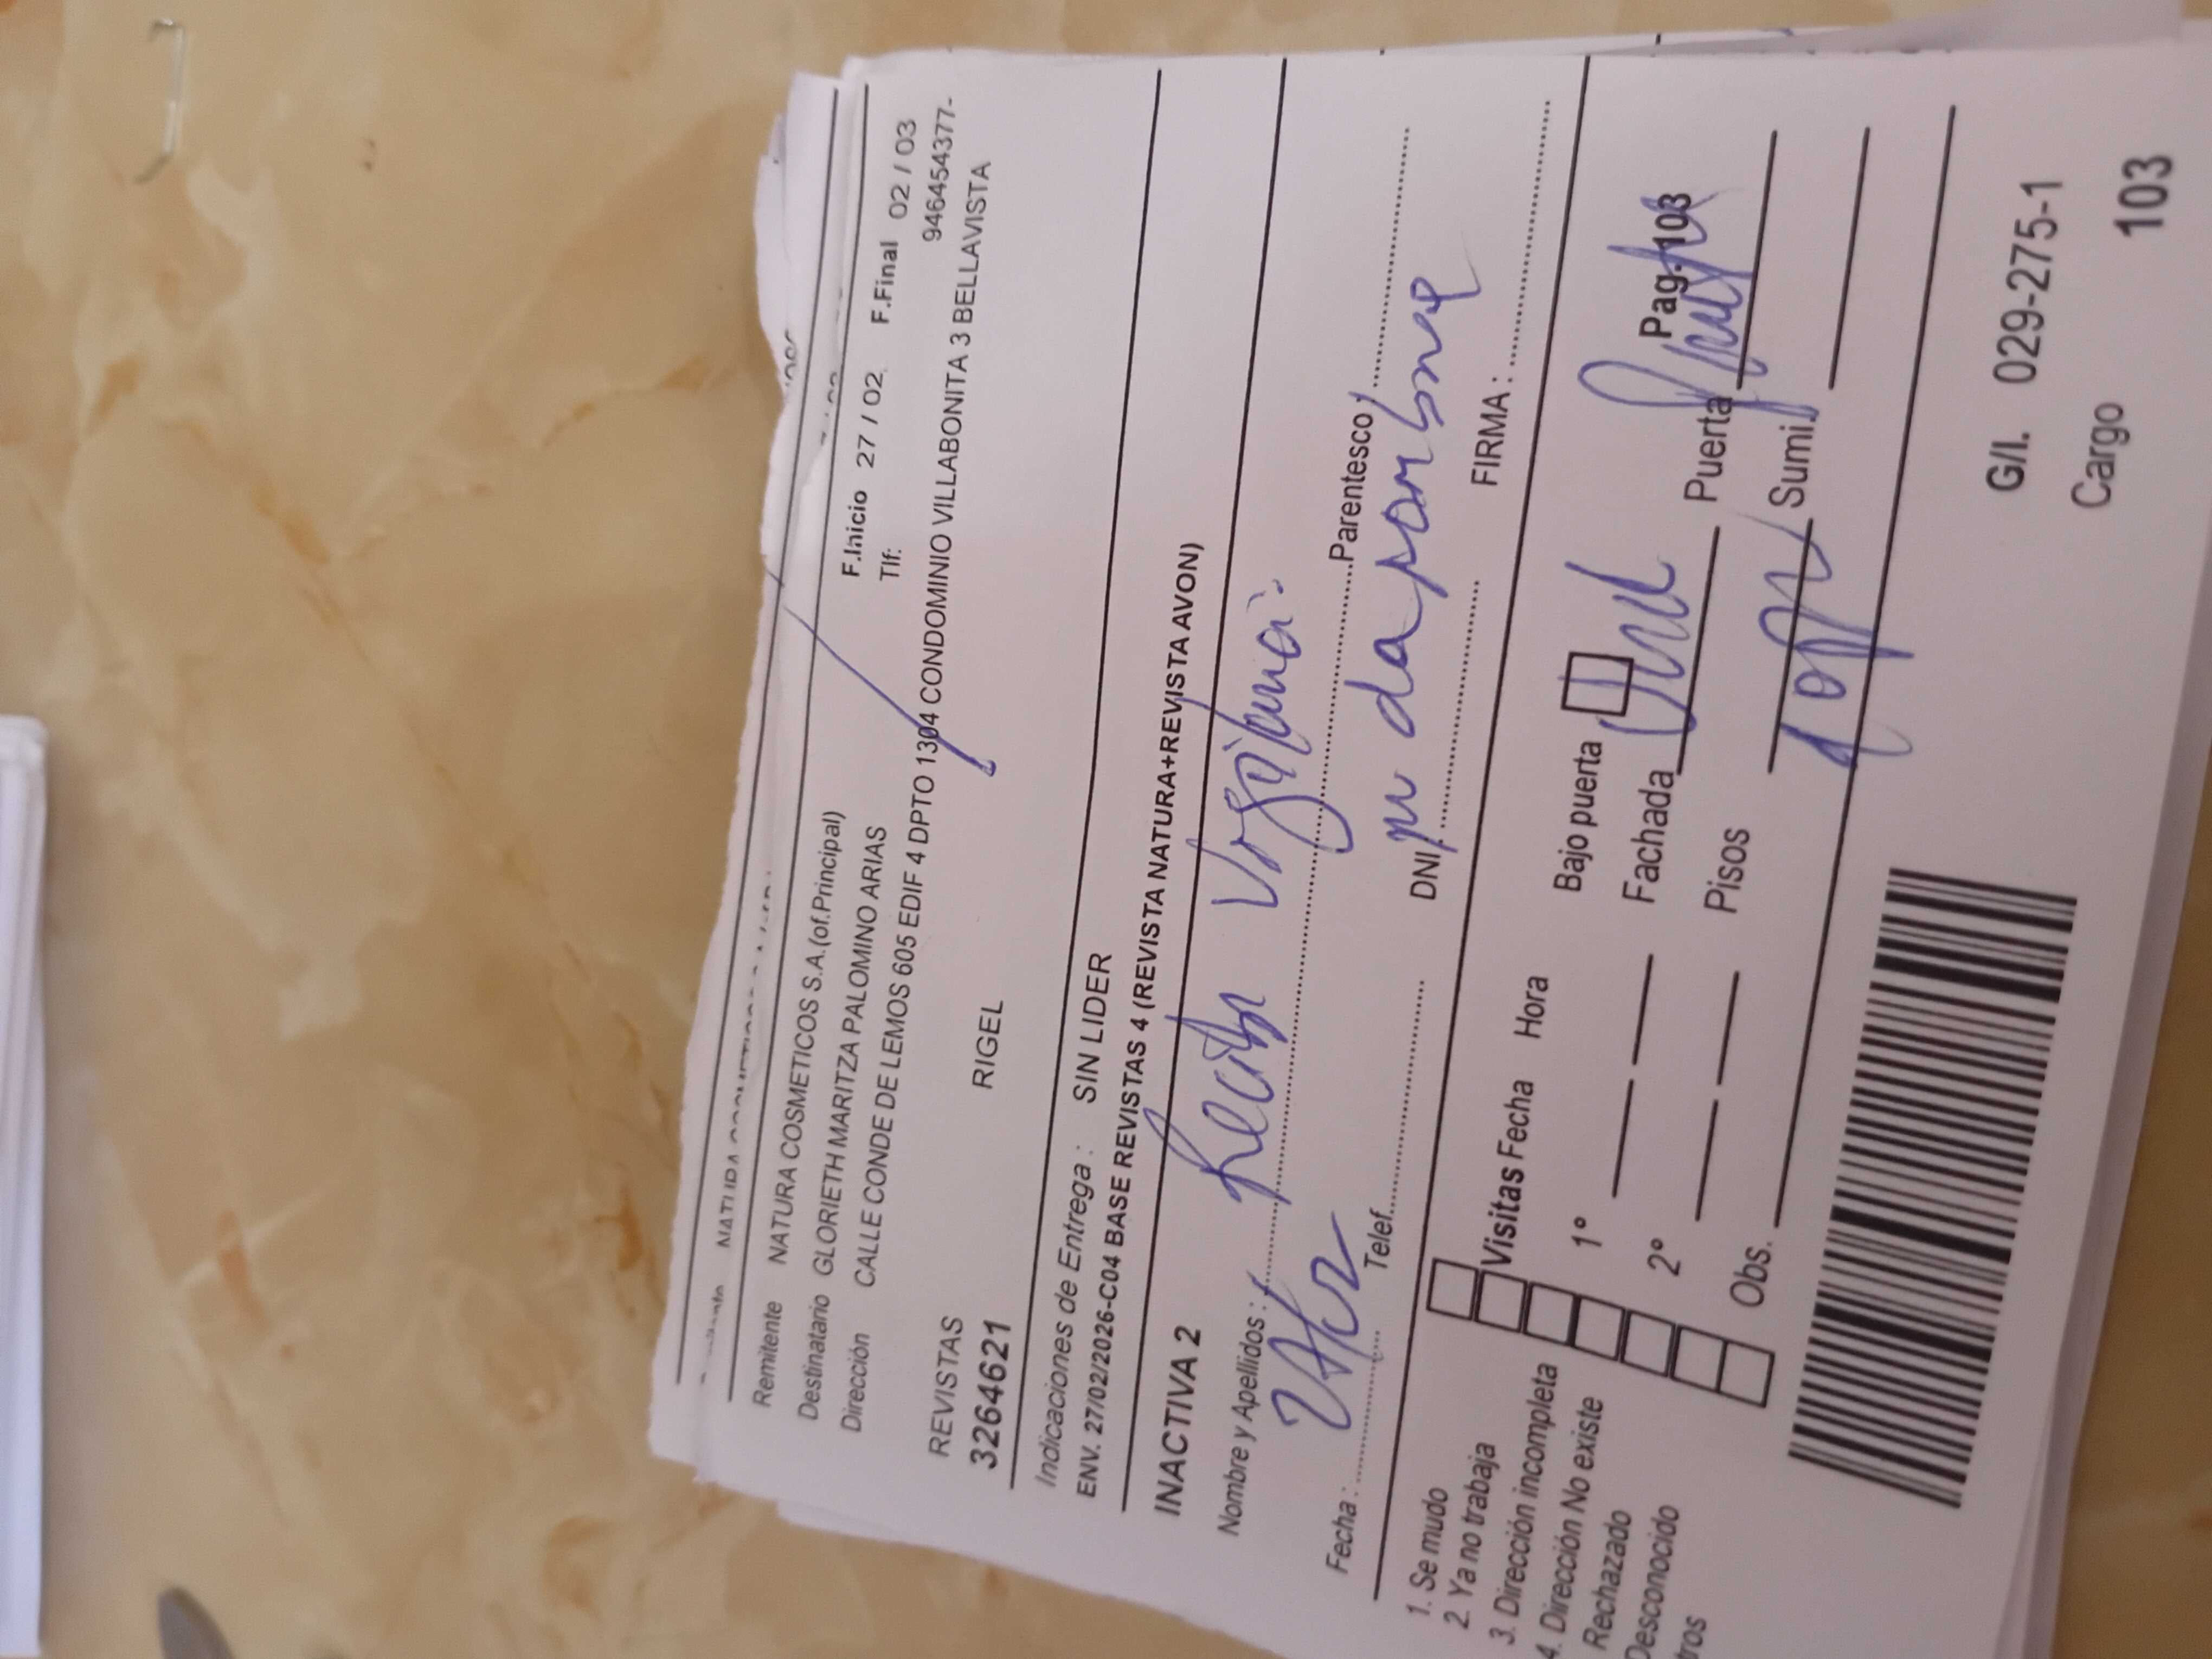 Remitente NATURA COSMETICOS S.A.(of.Principal) F.Inicio 27 / 02 F.Final 02 / 03
Destinatario GLORIETH MARITZA PALOMINO ARIAS Tlf: 946454377-
Dirección CALLE CONDE DE LEMOS 605 EDIF 4 DPTO 1304 CONDOMINIO VILLABONITA 3 BELLAVISTA
REVISTAS RIGEL
3264621
Indicaciones de Entrega : SIN LIDER
ENV. 27/02/2026-C04 BASE REVISTAS 4 (REVISTA NATURA+REVISTA AVON)
INACTIVA 2
Nombre y Apellidos :
Fecha : Telef. Parentesco
DNI FIRMA :
1. Se mudo
2. Ya no trabaja
3. Dirección incompleta
4. Dirección No existe
Rechazado
Desconocido
tros
Visitas Fecha Hora Bajo puerta Pag.103
1° Fachada Puerta
2° Pisos Sumi.
Obs.
G/I. 029-275-1
Cargo 103